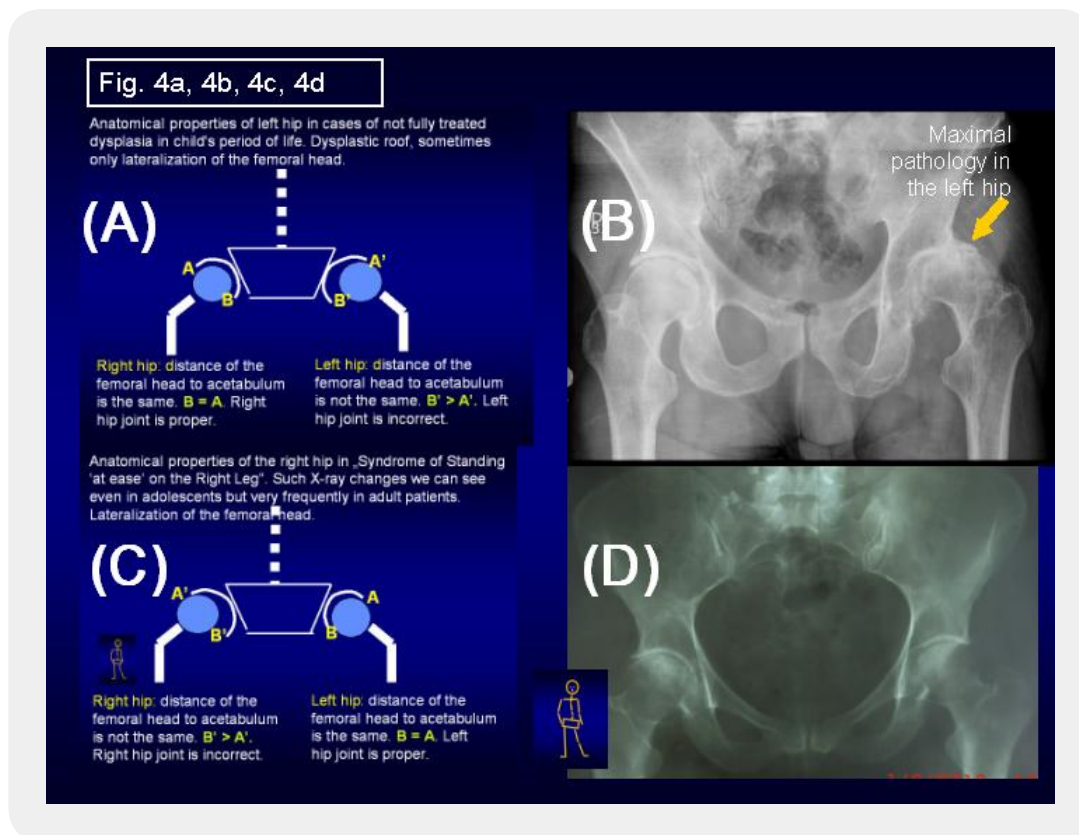 Fig. 4a, 4b, 4c, 4d
Anatomical properties of left hip in cases of not fully treated
dysplasia in child's period of life. Dysplastic roof, sometimes
only lateralization of the femoral head.
(A)
A
B
A'
B'
Right hip: distance of the
femoral head to acetabulum
is the same. B = A. Right
hip joint is proper.
Left hip: distance of the
femoral head to acetabulum
is not the same. B' > A'. Left
hip joint is incorrect.
(B)
Maximal
pathology in
the left hip
Anatomical properties of the right hip in „Syndrome of Standing
'at ease' on the Right Leg". Such X-ray changes we can see
even in adolescents but very frequently in adult patients.
Lateralization of the femoral head.
(C)
A'
B'
A
B
Right hip: distance of the
femoral head to acetabulum
is not the same. B' > A'.
Right hip joint is incorrect.
Left hip: distance of the
femoral head to acetabulum
is the same. B = A. Left
hip joint is proper.
(D)